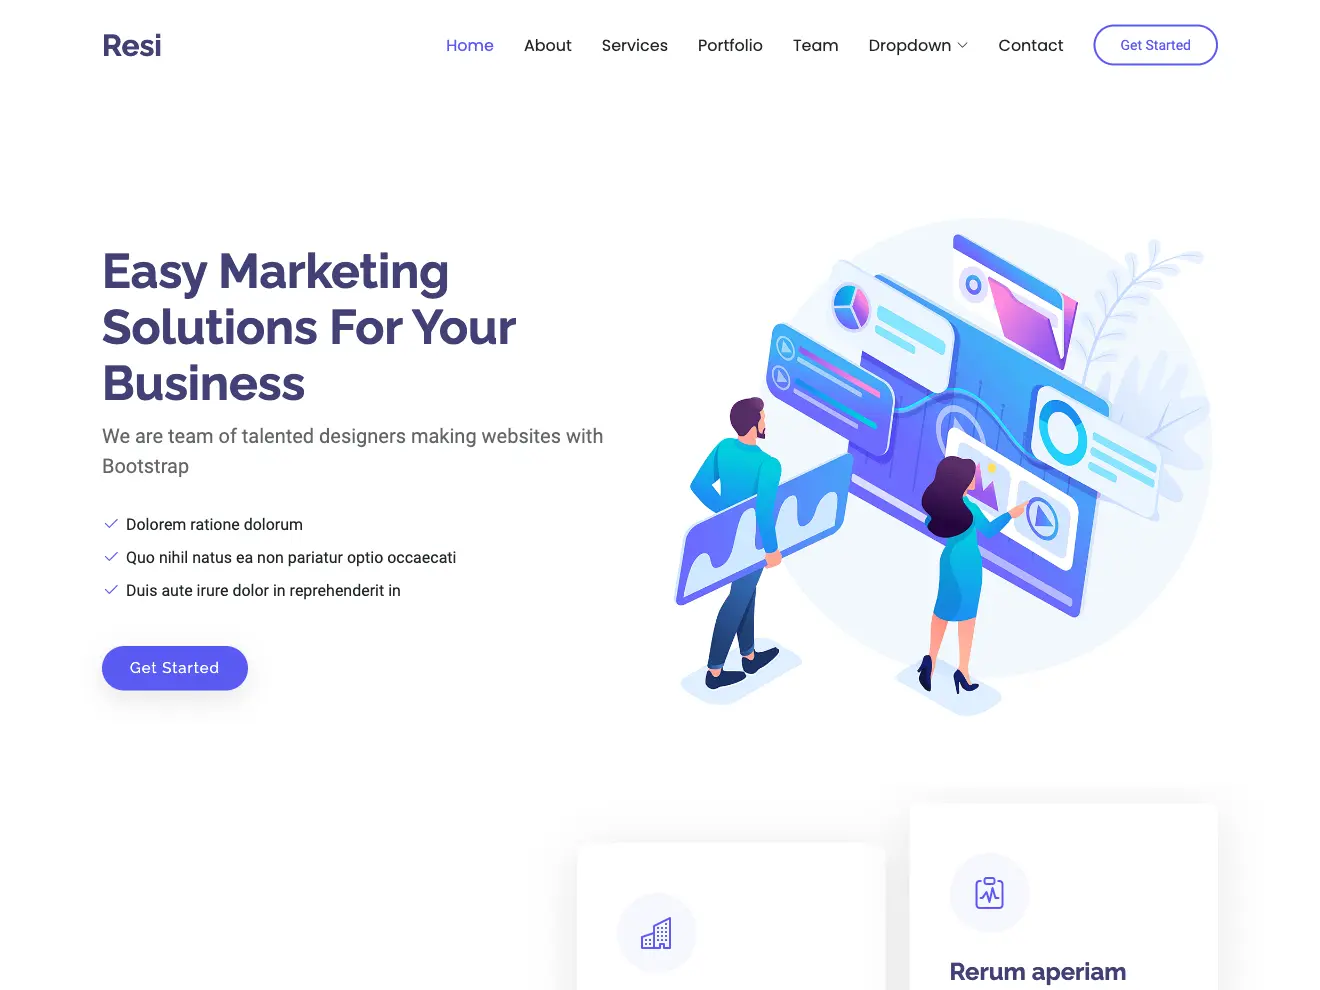 Resi
Home About Services Portfolio Team Dropdown Contact Get Started
Easy Marketing
Solutions For Your
Business
We are team of talented designers making websites with
Bootstrap
Dolorem ratione dolorum
Quo nihil natus ea non pariatur optio occaecati
Duis aute irure dolor in reprehenderit in
Get Started
Rerum aperiam